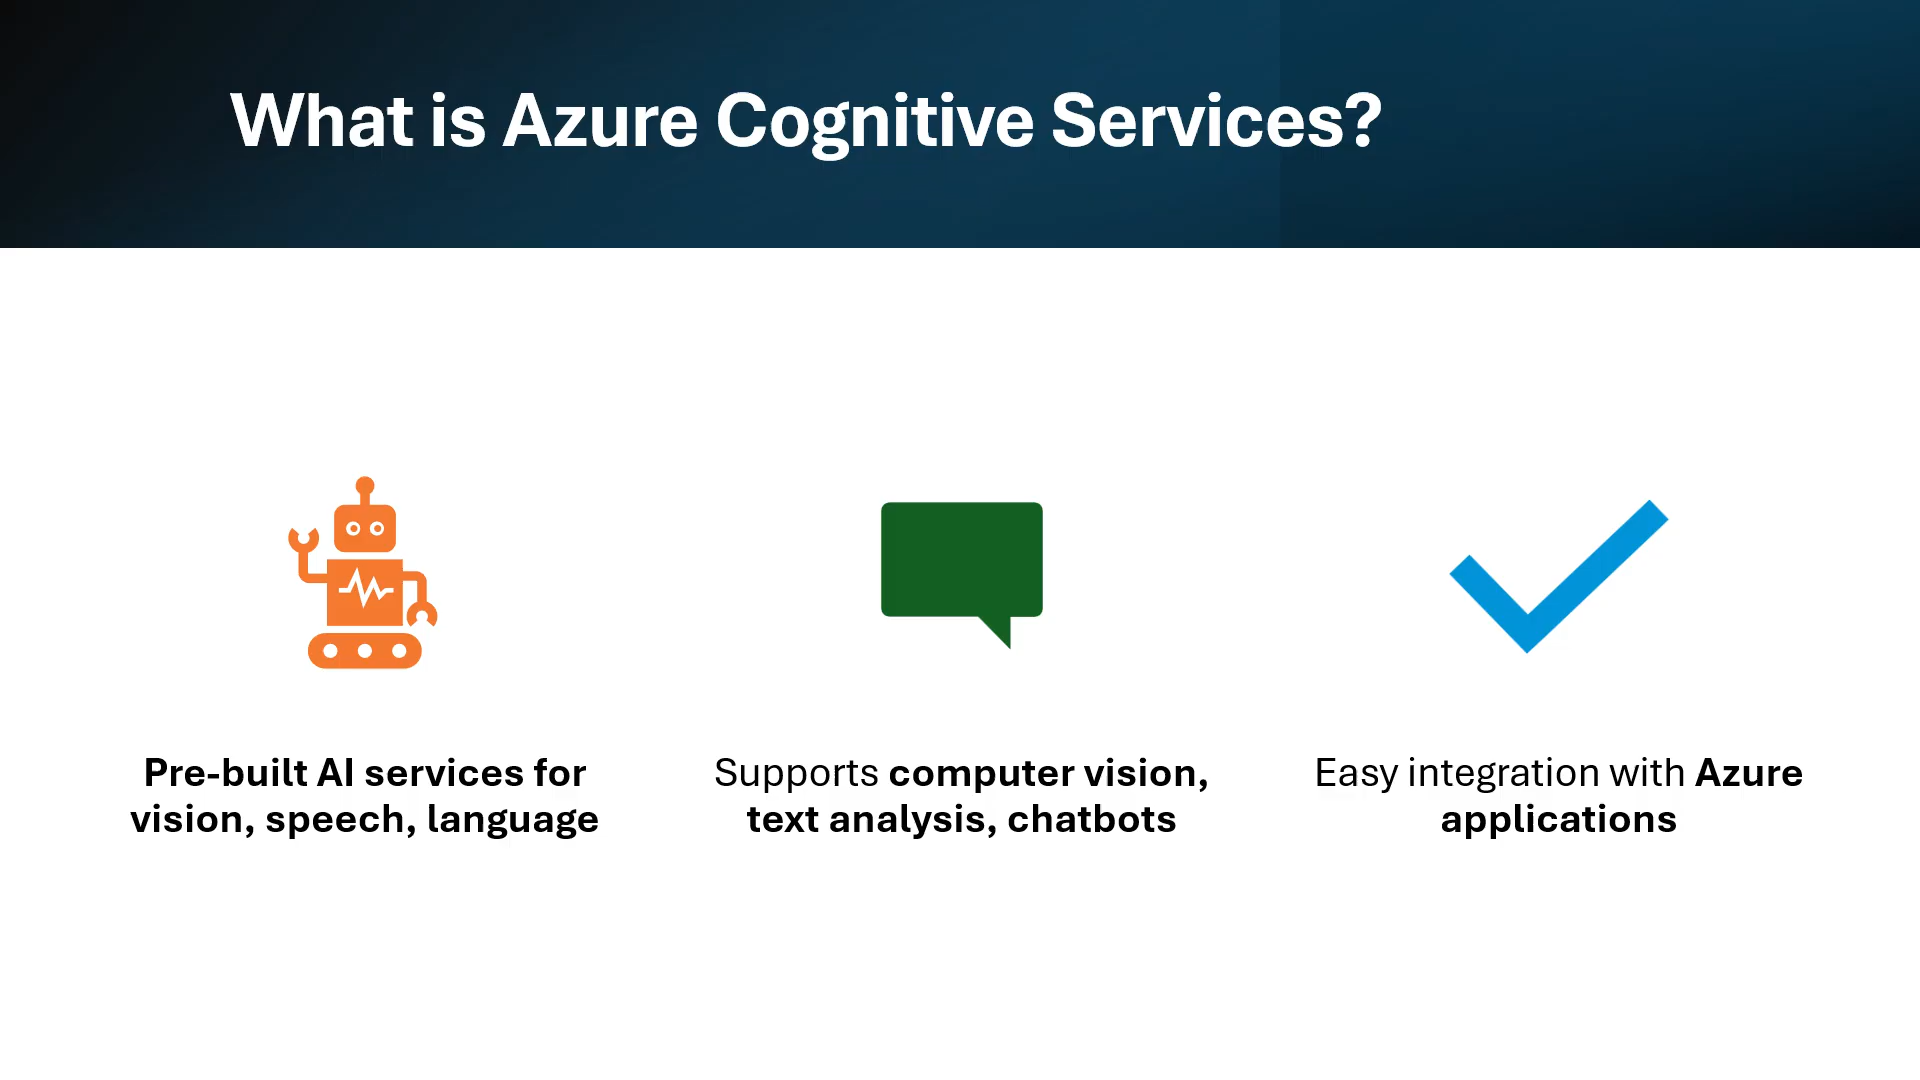 What is Azure Cognitive Services?
Pre-built AI services for
vision, speech, language
Supports computer vision,
text analysis, chatbots
Easy integration with Azure
applications